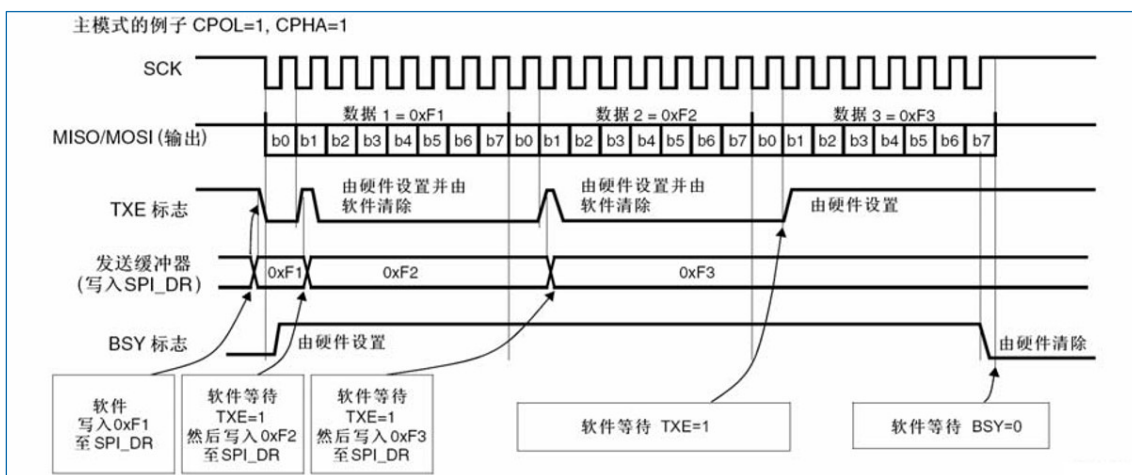 主模式的例子 CPOL=1, CPHA=1
SCK
数据 1 = 0xF1
数据 2 = 0xF2
数据 3 = 0xF3
MISO/MOSI (输出)
b0 b1 b2 b3 b4 b5 b6 b7 b0 b1 b2 b3 b4 b5 b6 b7 b0 b1 b2 b3 b4 b5 b6 b7
TXE 标志
由硬件设置并由
软件清除
由硬件设置并由
软件清除
由硬件设置
发送缓冲器
(写入SPI_DR)
0xF1
0xF2
0xF3
BSY 标志
由硬件设置
由硬件清除
软件
写入0xF1
至SPI_DR
软件等待
TXE=1
然后写入0xF2
至SPI_DR
软件等待
TXE=1
然后写入0xF3
至SPI_DR
软件等待 TXE=1
软件等待 BSY=0